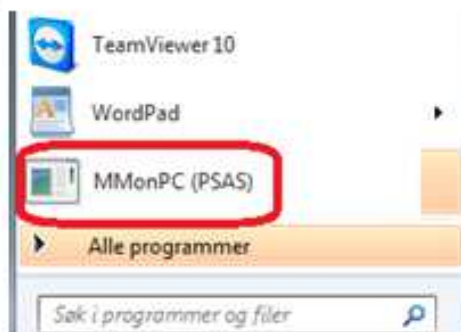 TeamViewer 10
WordPad
MMonPC (PSAS)
Alle programmer
Søk i programmer og filer